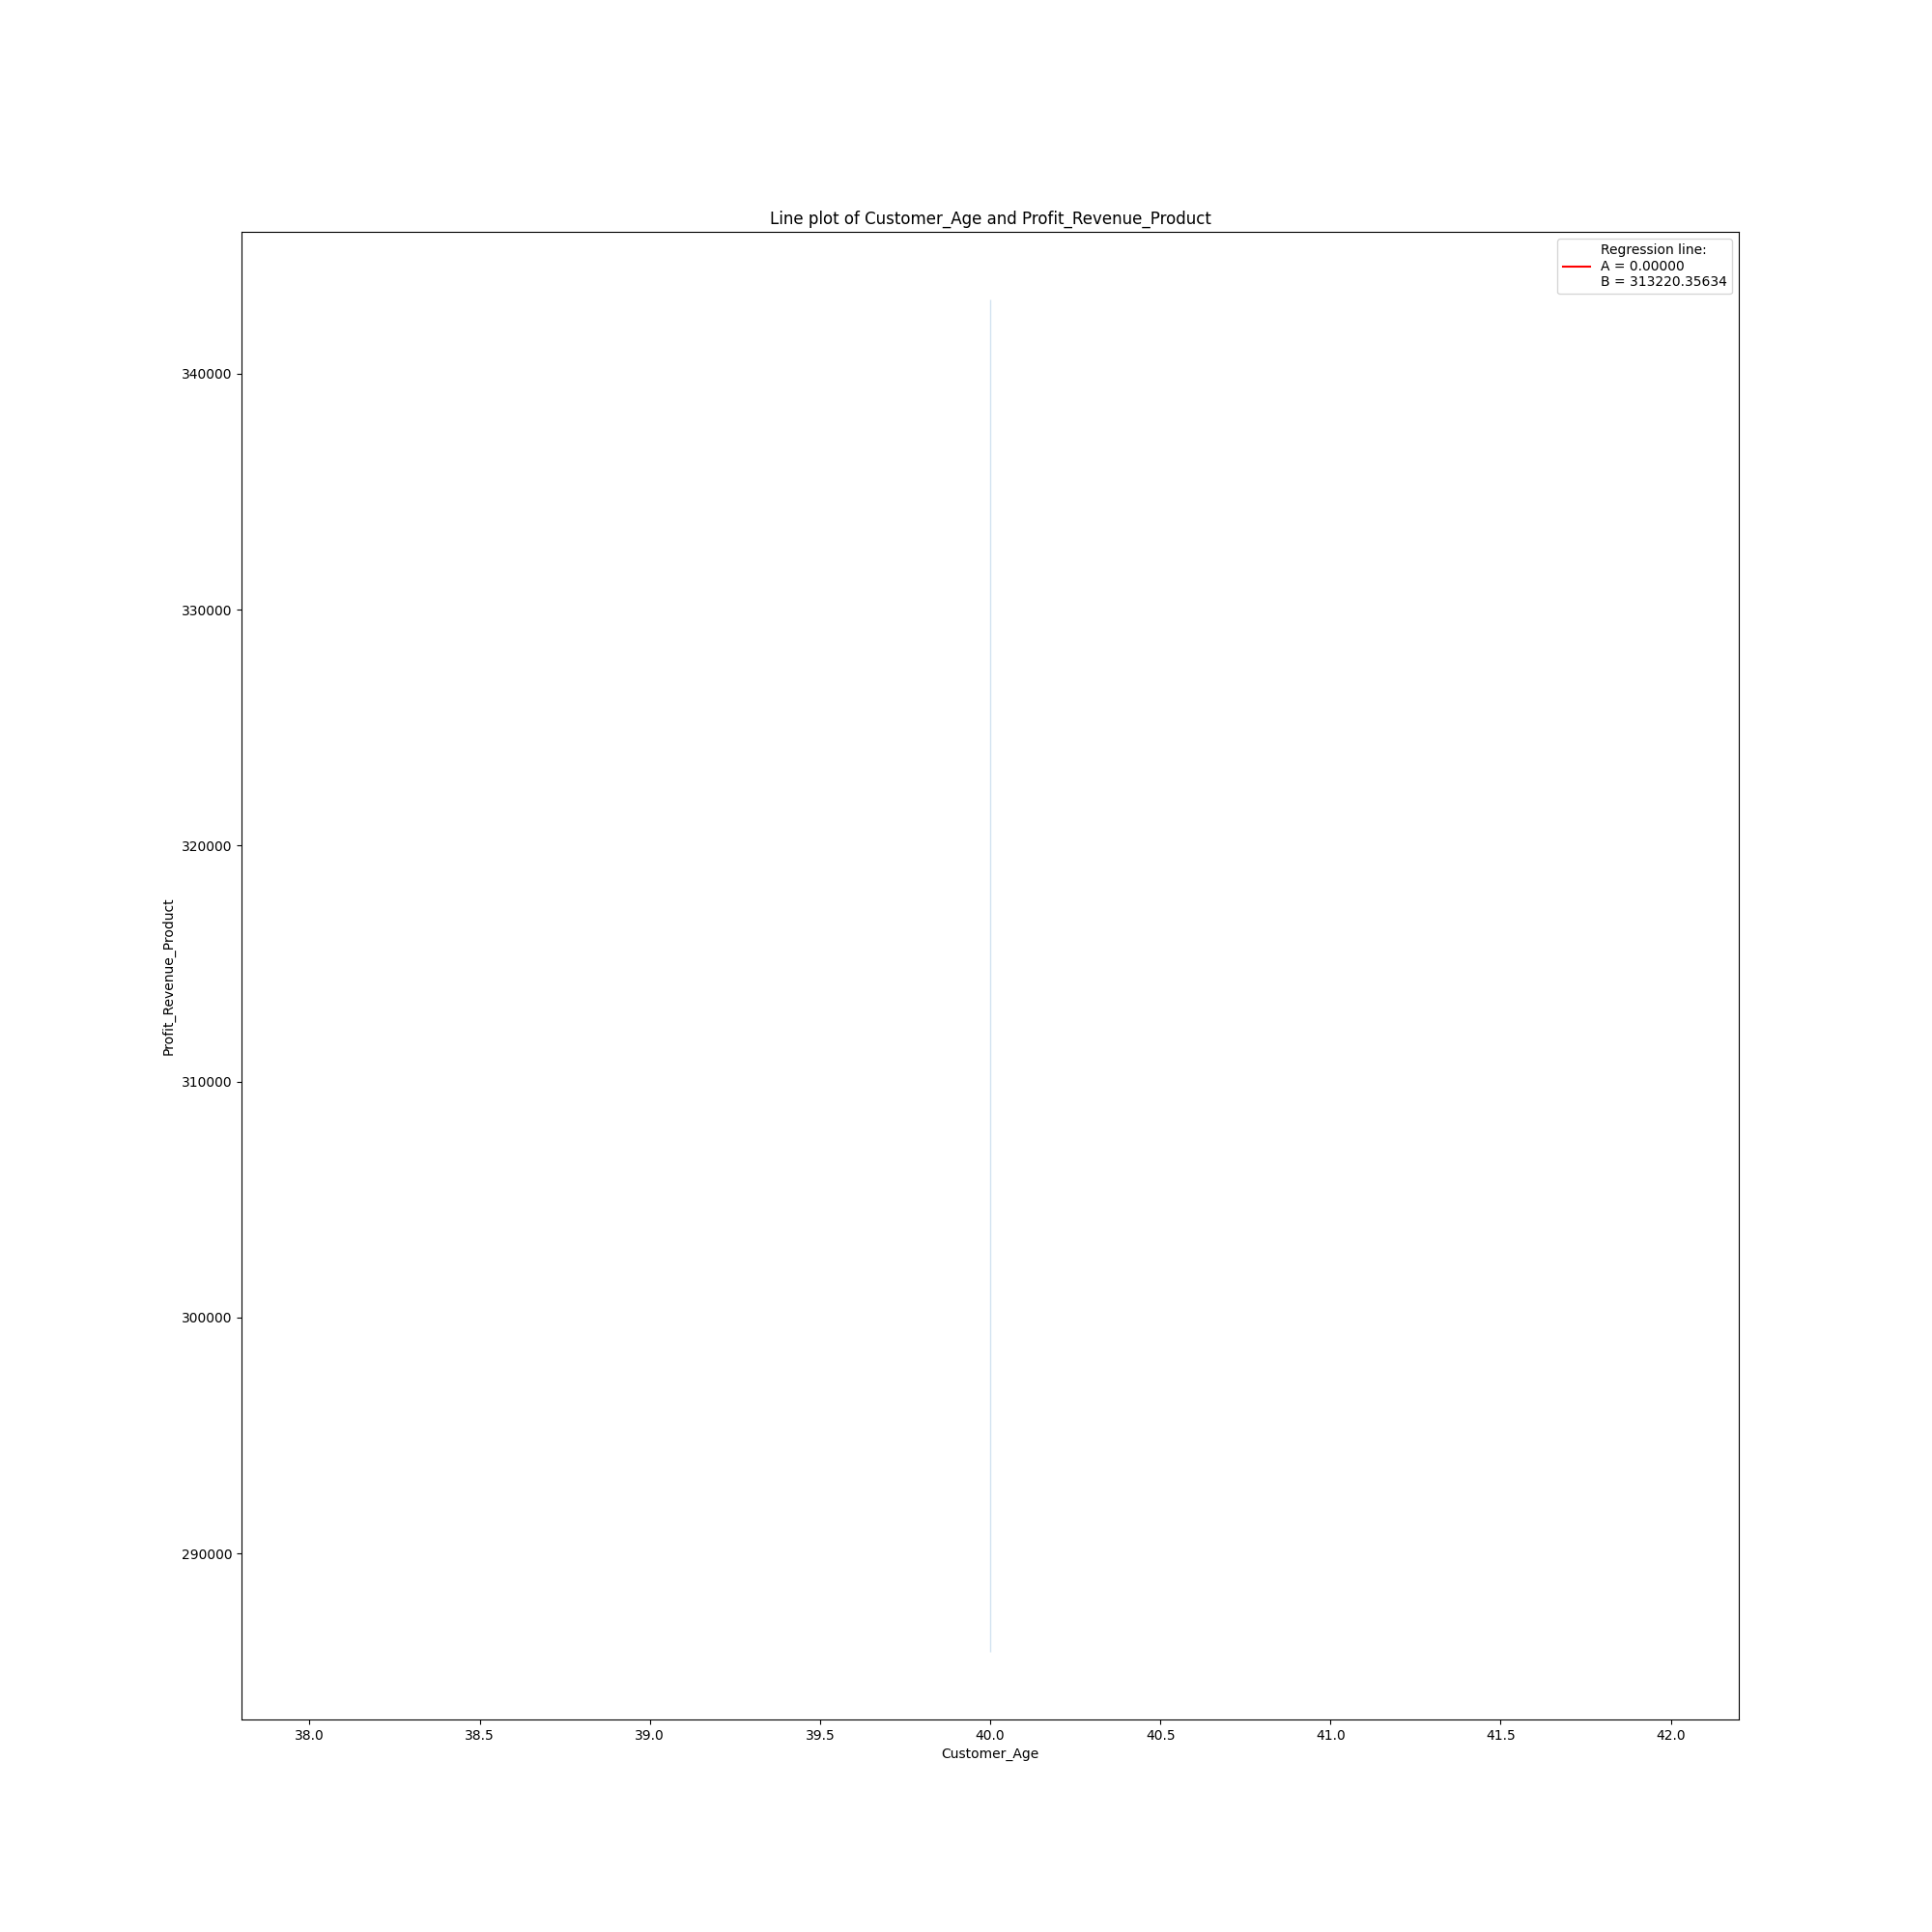 Line plot of Customer_Age and Profit_Revenue_Product
Regression line:
A = 0.00000
B = 313220.35634
340000
330000
320000
310000
300000
290000
Profit_Revenue_Product
38.0 38.5 39.0 39.5 40.0 40.5 41.0 41.5 42.0
Customer_Age